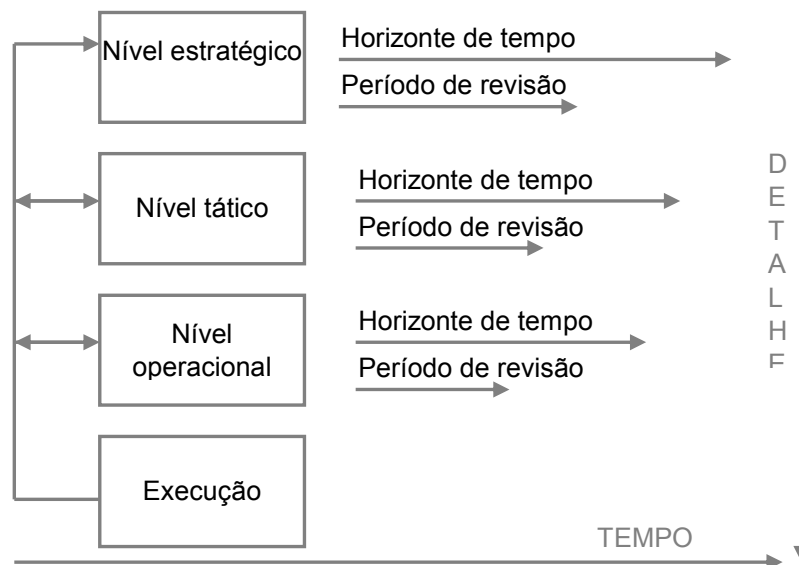 Nível estratégico
Horizonte de tempo
Período de revisão
Nível tático
Horizonte de tempo
Período de revisão
Nível
operacional
Horizonte de tempo
Período de revisão
Execução
D
E
T
A
L
H
E
TEMPO